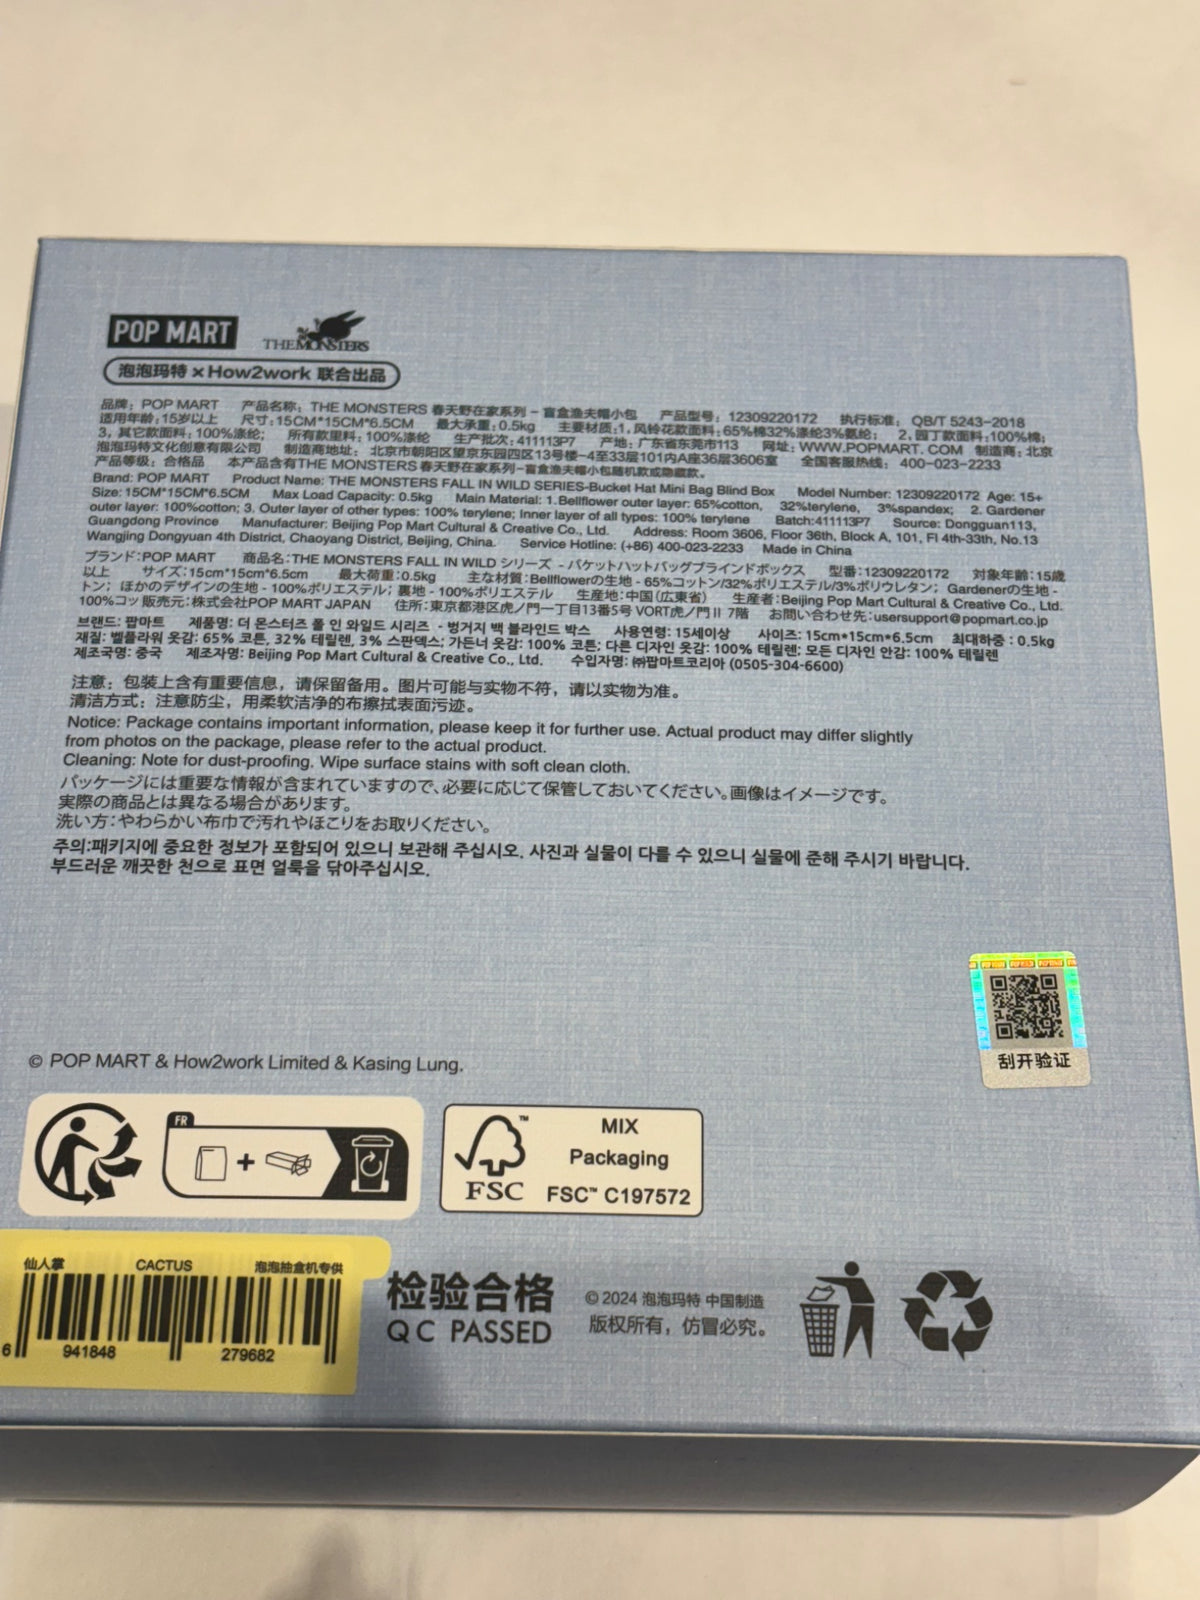 POP MART
THE MONSTERS
泡泡玛特 × How2work 联合出品
品牌：POP MART 产品名称：THE MONSTERS 春天野在家系列－盲盒渔夫帽小包 产品型号：12309220172 执行标准：QB/T 5243-2018
适用年龄：15岁以上 尺寸：15CM*15CM*6.5CM 最大承重：0.5kg 主要材质：1. 风铃花款面料：65%棉32%涤纶3%氨纶； 2. 园丁款面料：100%棉；
3，其它款面料：100%涤纶； 所有款里料：100%涤纶 生产批次：411113P7 产地：广东省东莞市113 网址：WWW.POPMART. COM 制造商：北京
泡泡玛特文化创意有限公司 制造商地址： 北京市朝阳区望京东园四区13号楼-4至33层101内A座36层3606室 全国客服热线： 400-023-2233
产品等级：合格品 本产品含有THE MONSTERS 春天野在家系列-盲盒渔夫帽小包随机款或隐藏款。
Brand: POP MART Product Name: THE MONSTERS FALL IN WILD SERIES-Bucket Hat Mini Bag Blind Box Model Number: 12309220172 Age: 15+
Size: 15CM*15CM*6.5CM Max Load Capacity: 0.5kg Main Material: 1.Bellflower outer layer: 65%cotton, 32%terylene, 3%spandex; 2. Gardener
outer layer: 100%cotton; 3. Outer layer of other types: 100% terylene; Inner layer of all types: 100% terylene Batch:411113P7 Source: Dongguan113,
Guangdong Province Manufacturer: Beijing Pop Mart Cultural & Creative Co., Ltd. Address: Room 3606, Floor 36th, Block A, 101, Fl 4th-33th, No.13
Wangjing Dongyuan 4th District, Chaoyang District, Beijing, China. Service Hotline: (+86) 400-023-2233 Made in China
ブランド：POP MART 商品名：THE MONSTERS FALL IN WILD シリーズ - バケットハットバッグブラインドボックス 型番：12309220172 対象年齢：15歳
以上 サイズ：15cm*15cm*6.5cm 最大荷重：0.5kg 主な材質：Bellflowerの生地 - 65%コットン/32%ポリエステル/3%ポリウレタン； Gardenerの生地 -
トン； ほかのデザインの生地 - 100%ポリエステル； 裏地 - 100%ポリエステル 生産地：中国（広東省） 生産者：Beijing Pop Mart Cultural & Creative Co., Ltd.
100%コッ 販売元：株式会社POP MART JAPAN 住所：東京都港区虎ノ門一丁目13番5号 VORT虎ノ門Ⅱ 7階 お問い合わせ先：usersupport@popmart.co.jp
브랜드: 팝마트 제품명: 더 몬스터즈 폴 인 와일드 시리즈 - 벙거지 백 블라인드 박스 사용연령: 15세이상 사이즈: 15cm*15cm*6.5cm 최대하중 : 0.5kg
재질: 벨플라워 옷감: 65% 코튼, 32% 테릴렌, 3% 스판덱스; 가든너 옷감: 100% 코튼; 다른 디자인 옷감: 100% 테릴렌; 모든 디자인 안감: 100% 테릴렌
제조국명: 중국 제조자명: Beijing Pop Mart Cultural & Creative Co., Ltd. 수입자명: ㈜팝마트코리아 (0505-304-6600)
注意：包装上含有重要信息，请保留备用。图片可能与实物不符，请以实物为准。
清洁方式：注意防尘，用柔软洁净的布擦拭表面污迹。
Notice: Package contains important information, please keep it for further use. Actual product may differ slightly
from photos on the package, please refer to the actual product.
Cleaning: Note for dust-proofing. Wipe surface stains with soft clean cloth.
パッケージには重要な情報が含まれていますので、必要に応じて保管しておいてください。画像はイメージです。
実際の商品とは異なる場合があります。
洗い方：やわらかい布巾で汚れやほこりをお取りください。
주의:패키지에 중요한 정보가 포함되어 있으니 보관해 주십시오. 사진과 실물이 다를 수 있으니 실물에 준해 주시기 바랍니다.
부드러운 깨끗한 천으로 표면 얼룩을 닦아주십시오.
刮开验证
© POP MART & How2work Limited & Kasing Lung.
FR
FSC™
MIX
Packaging
FSC™ C197572
仙人掌 CACTUS 泡泡抽盒机专供
6 941848 279682
检验合格
QC PASSED
© 2024 泡泡玛特 中国制造
版权所有，仿冒必究。